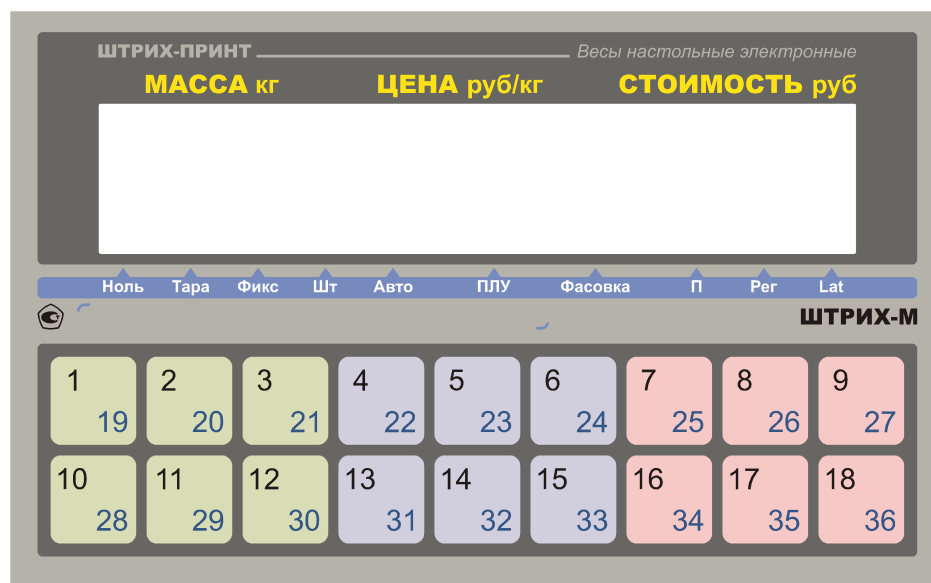 ШТРИХ-ПРИНТ Весы настольные электронные
МАССА кг ЦЕНА руб/кг СТОИМОСТЬ руб
Ноль Тара Фикс Шт Авто ПЛУ Фасовка П Рег Lat
ШТРИХ-М
1 2 3 4 5 6 7 8 9
19 20 21 22 23 24 25 26 27
10 11 12 13 14 15 16 17 18
28 29 30 31 32 33 34 35 36